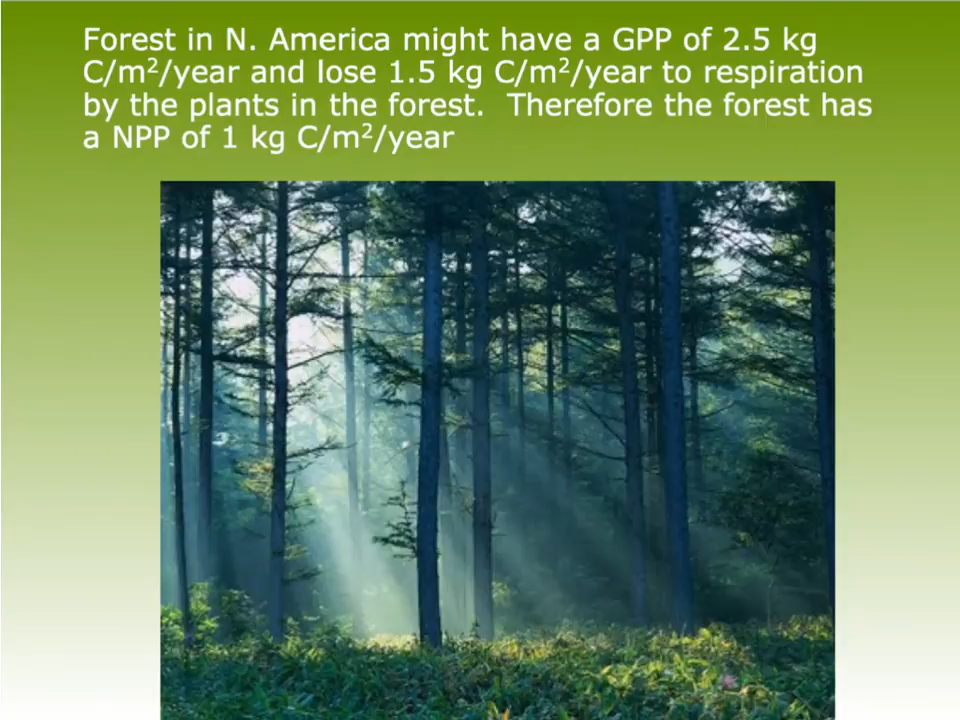 Forest in N. America might have a GPP of 2.5 kg
C/m²/year and lose 1.5 kg C/m²/year to respiration
by the plants in the forest.  Therefore the forest has
a NPP of 1 kg C/m²/year